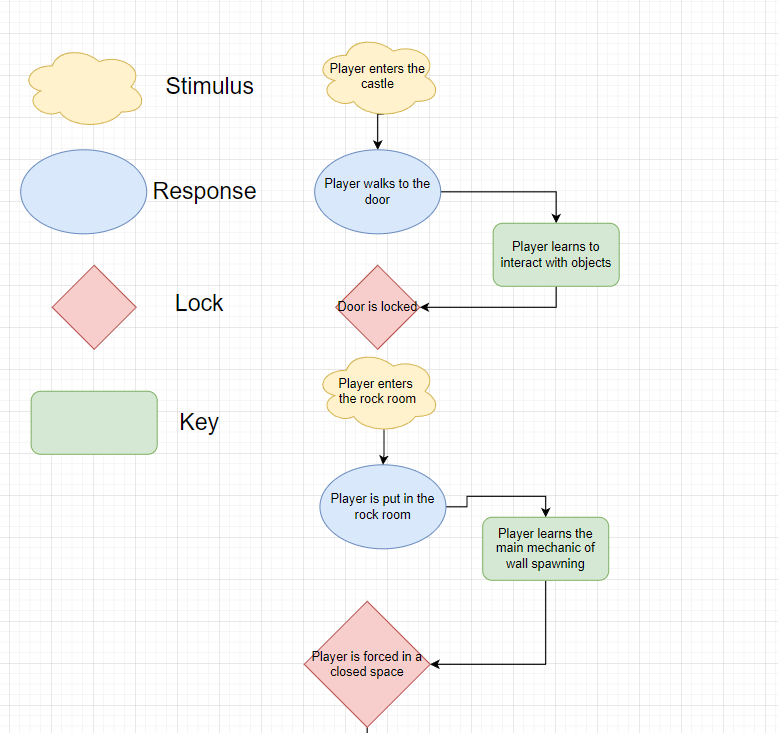 Stimulus
Response
Lock
Key
Player enters the
castle
Player walks to the
door
Player learns to
interact with objects
Door is locked
Player enters
the rock room
Player is put in the
rock room
Player learns the
main mechanic of
wall spawning
Player is forced in a
closed space